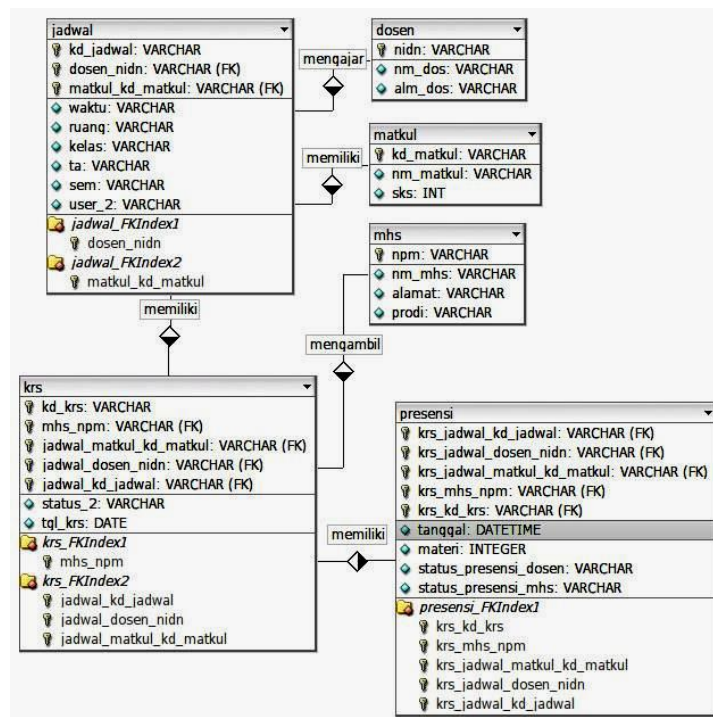 jadwal
kd_jadwal: VARCHAR
dosen_nidn: VARCHAR (FK)
matkul_kd_matkul: VARCHAR (FK)
waktu: VARCHAR
ruang: VARCHAR
kelas: VARCHAR
ta: VARCHAR
sem: VARCHAR
user_2: VARCHAR
jadwal_FKIndex1
dosen_nidn
jadwal_FKIndex2
matkul_kd_matkul
mengajar
dosen
nidn: VARCHAR
nm_dos: VARCHAR
alm_dos: VARCHAR
memiliki
matkul
kd_matkul: VARCHAR
nm_matkul: VARCHAR
sks: INT
mhs
npm: VARCHAR
nm_mhs: VARCHAR
alamat: VARCHAR
prodi: VARCHAR
memiliki
mengambil
krs
kd_krs: VARCHAR
mhs_npm: VARCHAR (FK)
jadwal_matkul_kd_matkul: VARCHAR (FK)
jadwal_dosen_nidn: VARCHAR (FK)
jadwal_kd_jadwal: VARCHAR (FK)
status_2: VARCHAR
tgl_krs: DATE
krs_FKIndex1
mhs_npm
krs_FKIndex2
jadwal_kd_jadwal
jadwal_dosen_nidn
jadwal_matkul_kd_matkul
memiliki
presensi
krs_jadwal_kd_jadwal: VARCHAR (FK)
krs_jadwal_dosen_nidn: VARCHAR (FK)
krs_jadwal_matkul_kd_matkul: VARCHAR (FK)
krs_mhs_npm: VARCHAR (FK)
krs_kd_krs: VARCHAR (FK)
tanggal: DATETIME
materi: INTEGER
status_presensi_dosen: VARCHAR
status_presensi_mhs: VARCHAR
presensi_FKIndex1
krs_kd_krs
krs_mhs_npm
krs_jadwal_matkul_kd_matkul
krs_jadwal_dosen_nidn
krs_jadwal_kd_jadwal